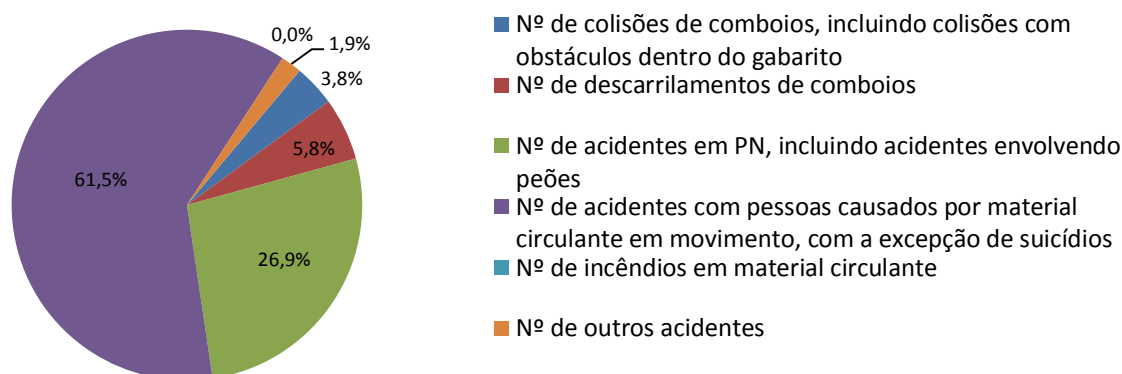 0,0%
1,9%
3,8%
5,8%
61,5%
26,9%
Nº de colisões de comboios, incluindo colisões com
obstáculos dentro do gabarito
Nº de descarrilamentos de comboios
Nº de acidentes em PN, incluindo acidentes envolvendo
peões
Nº de acidentes com pessoas causados por material
circulante em movimento, com a excepção de suicídios
Nº de incêndios em material circulante
Nº de outros acidentes